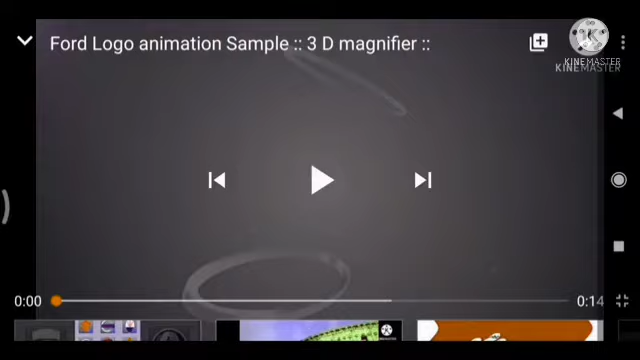 Ford Logo animation Sample :: 3 D magnifier ::
KINEMASTER
KINEMASTER
0:00
0:14